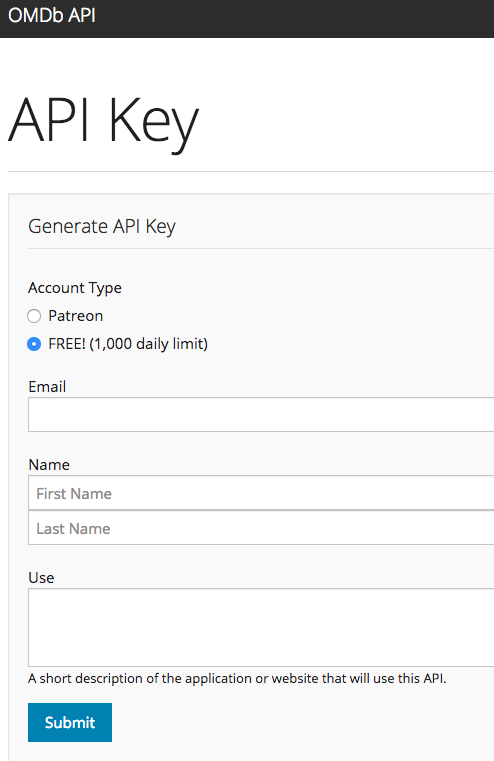 OMDb API
API Key
Generate API Key
Account Type
Patreon
FREE! (1,000 daily limit)
Email
Name
First Name
Last Name
Use
A short description of the application or website that will use this API.
Submit